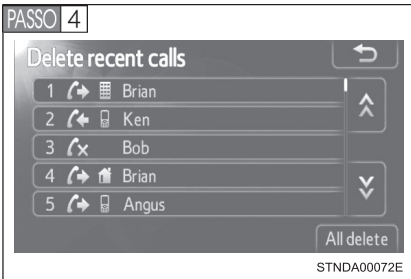 PASSO 4
Delete recent calls
1 Brian
2 Ken
3 Bob
4 Brian
5 Angus
All delete
STNDA00072E